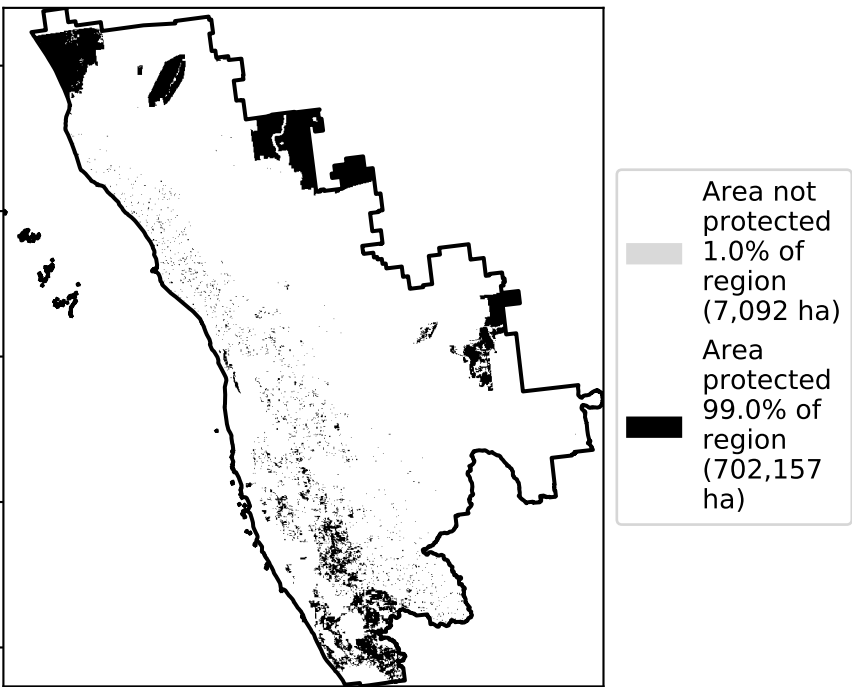 Area not
protected
1.0% of
region
(7,092 ha)
Area
protected
99.0% of
region
(702,157
ha)